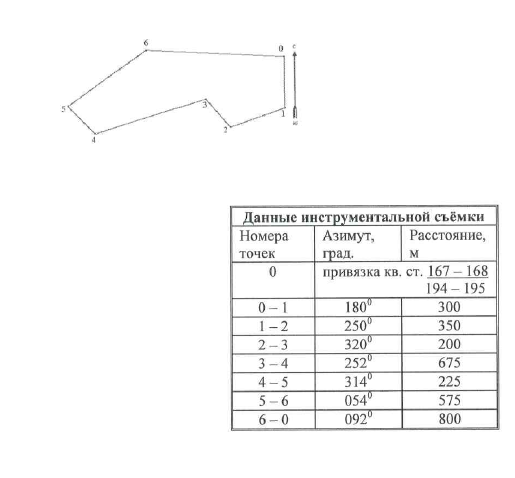 6
0
с
5
3
1
2
ю
4
Данные инструментальной съёмки
Номера точек Азимут, град. Расстояние, м
0 привязка кв. ст. 167 – 168
194 – 195
0 – 1 180⁰ 300
1 – 2 250⁰ 350
2 – 3 320⁰ 200
3 – 4 252⁰ 675
4 – 5 314⁰ 225
5 – 6 054⁰ 575
6 – 0 092⁰ 800